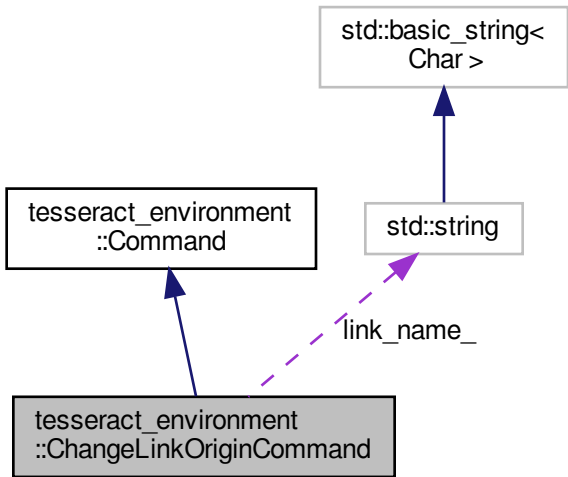 std::basic_string<
Char >
tesseract_environment
::Command
std::string
link_name_
tesseract_environment
::ChangeLinkOriginCommand